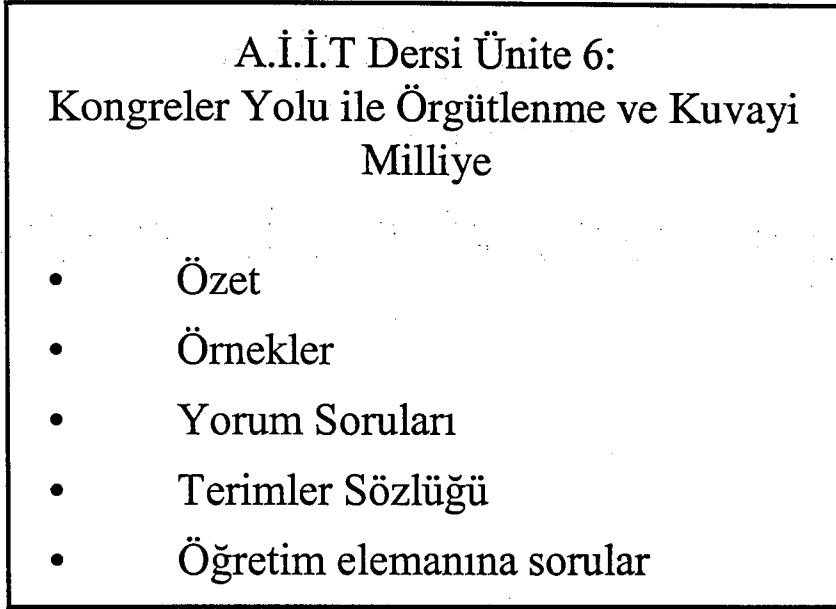 A.İ.İ.T Dersi Ünite 6:
Kongreler Yolu ile Örgütlenme ve Kuvayi
Milliye
• Özet
• Örnekler
• Yorum Soruları
• Terimler Sözlüğü
• Öğretim elemanına sorular